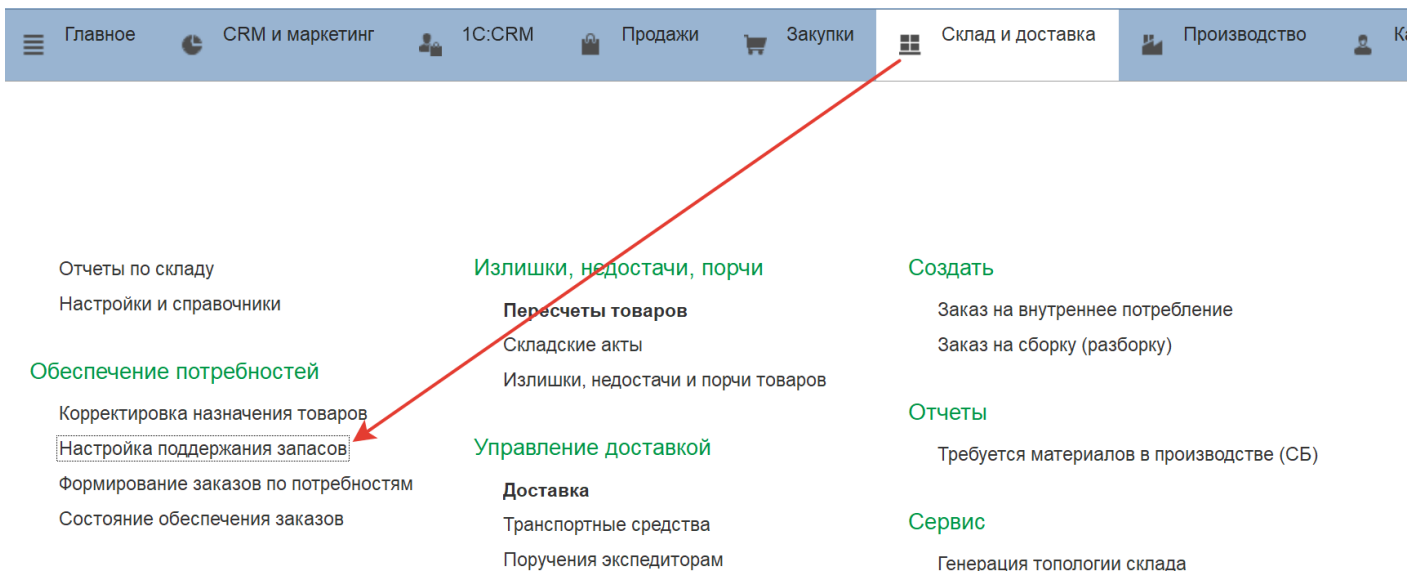 Главное
CRM и маркетинг
1C:CRM
Продажи
Закупки
Склад и доставка
Производство
Отчеты по складу
Настройки и справочники
Обеспечение потребностей
Корректировка назначения товаров
Настройка поддержания запасов
Формирование заказов по потребностям
Состояние обеспечения заказов
Излишки, недостачи, порчи
Пересчеты товаров
Складские акты
Излишки, недостачи и порчи товаров
Управление доставкой
Доставка
Транспортные средства
Поручения экспедиторам
Создать
Заказ на внутреннее потребление
Заказ на сборку (разборку)
Отчеты
Требуется материалов в производстве (СБ)
Сервис
Генерация топологии склада